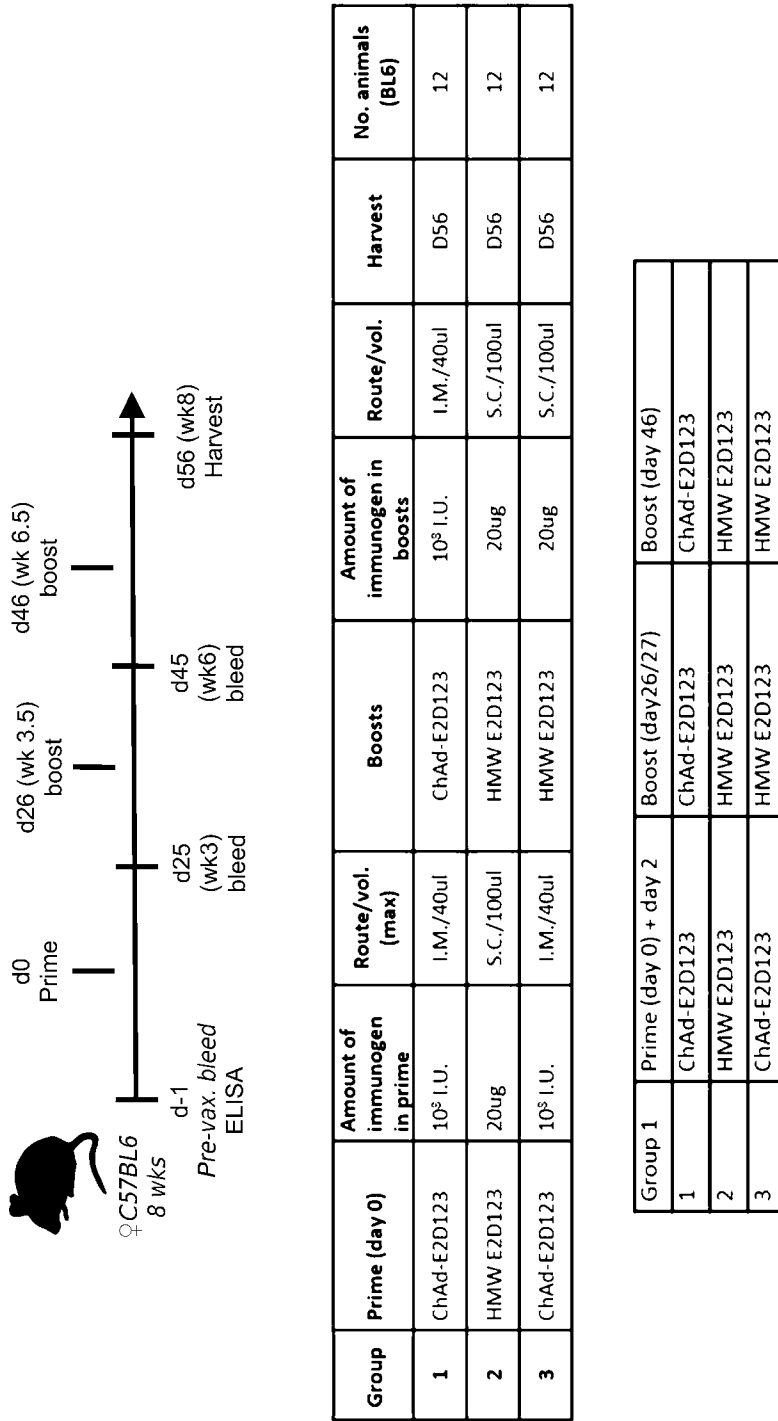 ♀C57BL6
8 wks
d-1
Pre-vax. bleed
ELISA
d0
Prime
d25
(wk3)
bleed
d26 (wk 3.5)
boost
d45
(wk6)
bleed
d46 (wk 6.5)
boost
d56 (wk8)
Harvest
Group | Prime (day 0) | Amount of immunogen in prime | Route/vol. (max) | Boosts | Amount of immunogen in boosts | Route/vol. | Harvest | No. animals (BL6)
1 | ChAd-E2D123 | 10⁸ I.U. | I.M./40ul | ChAd-E2D123 | 10⁸ I.U. | I.M./40ul | D56 | 12
2 | HMW E2D123 | 20ug | S.C./100ul | HMW E2D123 | 20ug | S.C./100ul | D56 | 12
3 | ChAd-E2D123 | 10⁸ I.U. | I.M./40ul | HMW E2D123 | 20ug | S.C./100ul | D56 | 12
Group 1 | Prime (day 0) + day 2 | Boost (day26/27) | Boost (day 46)
1 | ChAd-E2D123 | ChAd-E2D123 | ChAd-E2D123
2 | HMW E2D123 | HMW E2D123 | HMW E2D123
3 | ChAd-E2D123 | HMW E2D123 | HMW E2D123